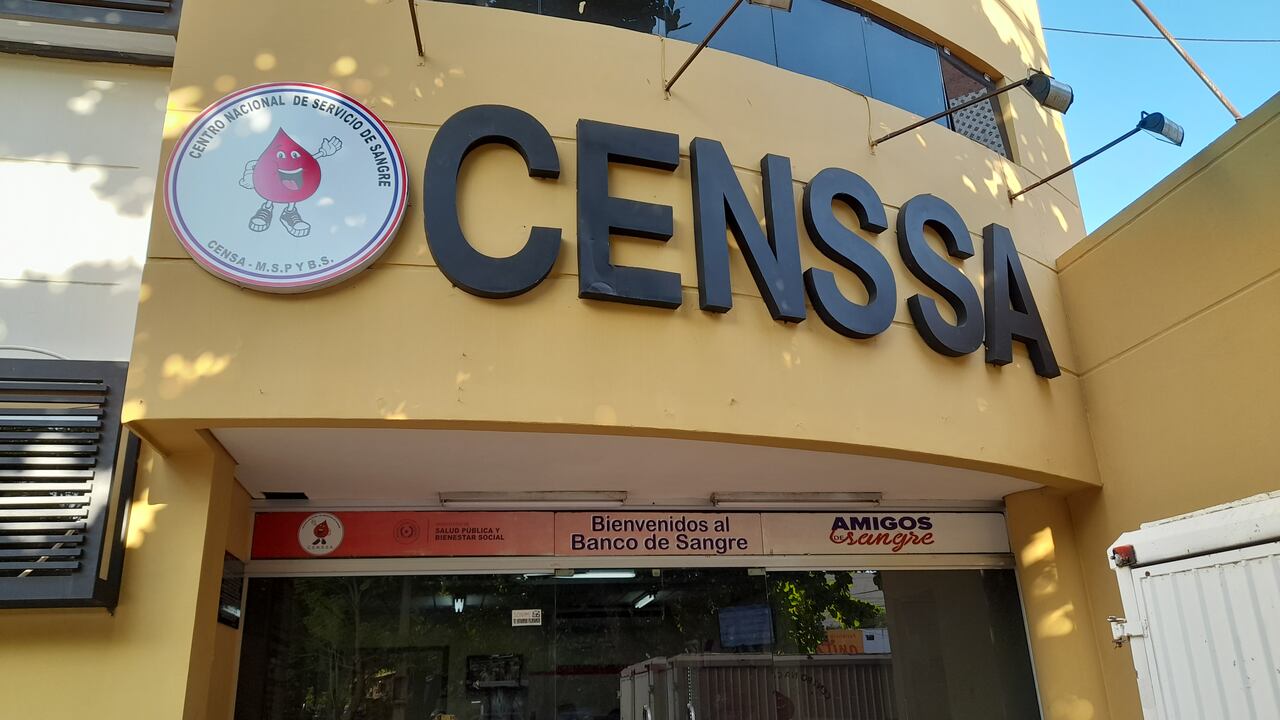 CENTRO NACIONAL DE SERVICIO DE SANGRE
CENSA - M.S.P Y B.S.
CENSSA
SALUD PÚBLICA Y
BIENESTAR SOCIAL
Bienvenidos al
Banco de Sangre
AMIGOS
DE sangre